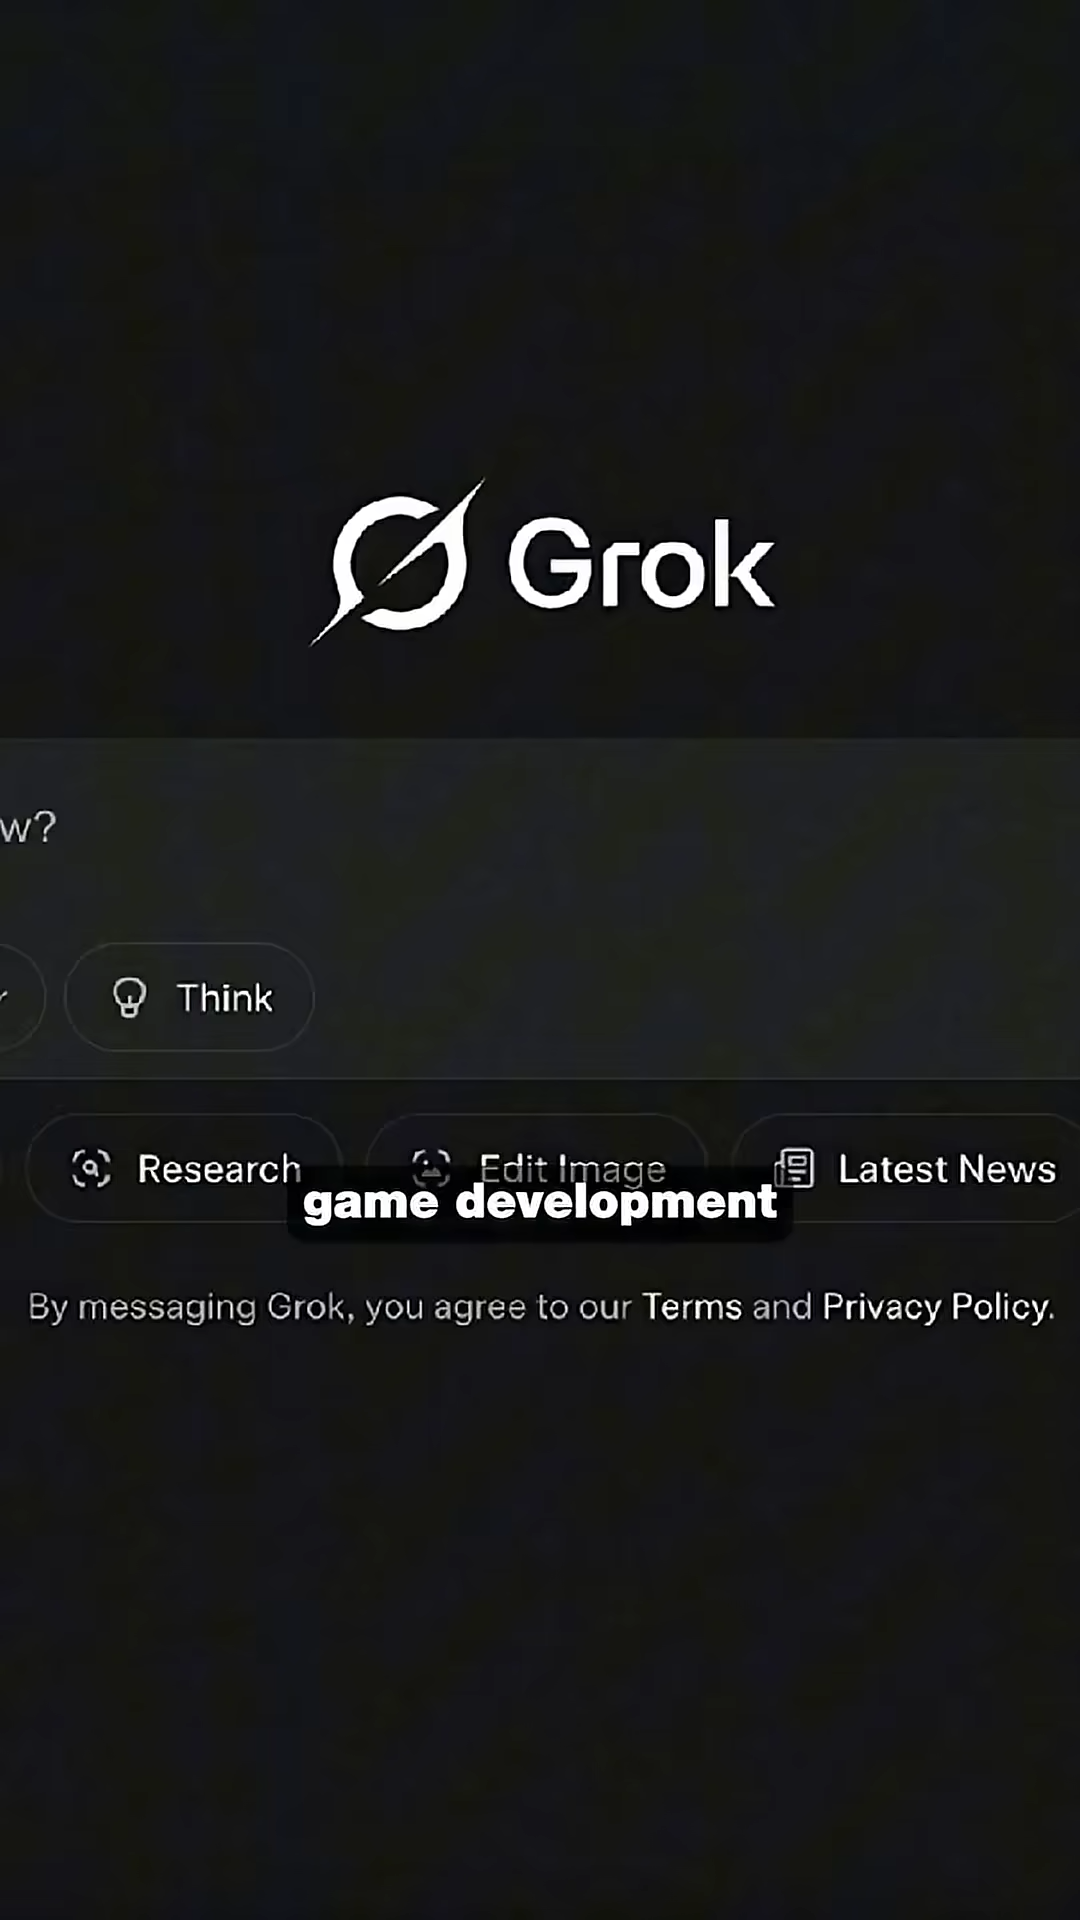 Grok
w?
Think
Research
Edit Image
Latest News
game development
By messaging Grok, you agree to our Terms and Privacy Policy.